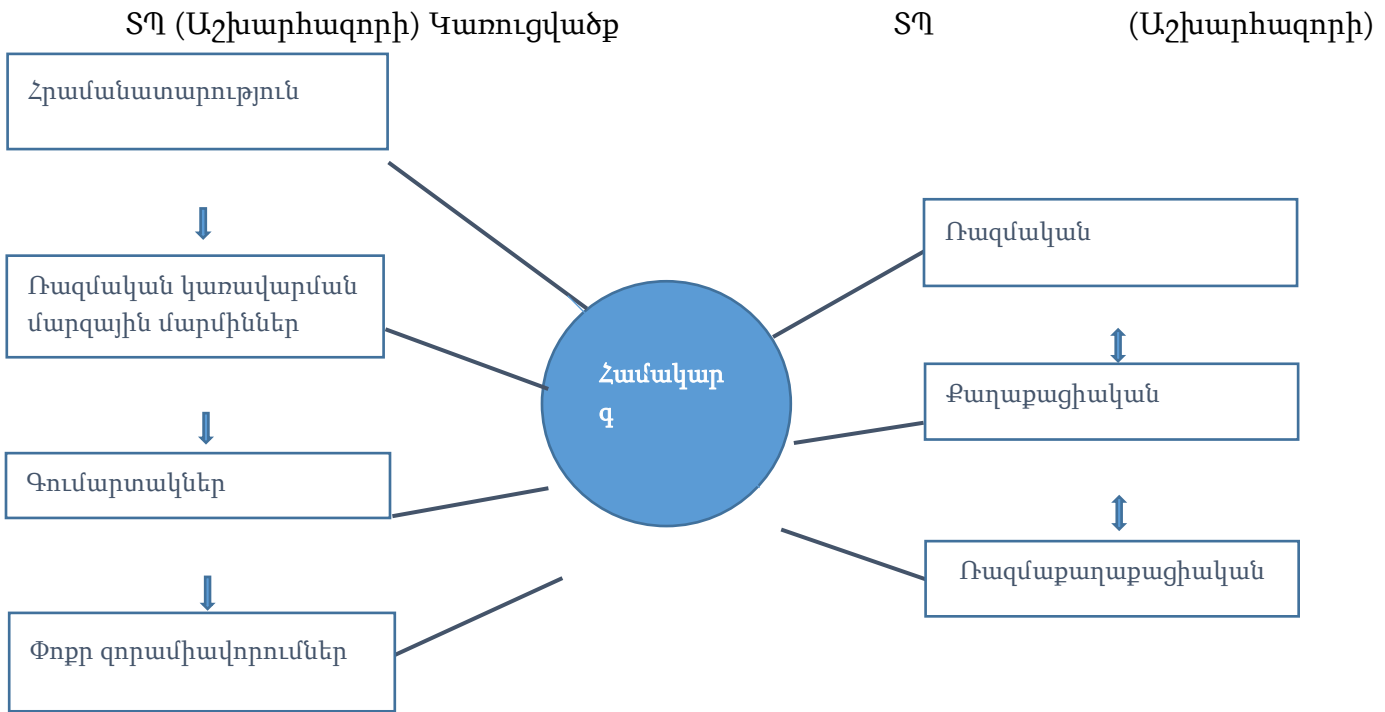 ՏՊ (Աշխարհազորի) Կառուցվածք ՏՊ (Աշխարհազորի)
Հրամանատարություն
Ռազմական կառավարման
մարզային մարմիններ
Գումարտակներ
Փոքր զորամիավորումներ
Համակար
գ
Ռազմական
Քաղաքացիական
Ռազմաքաղաքացիական